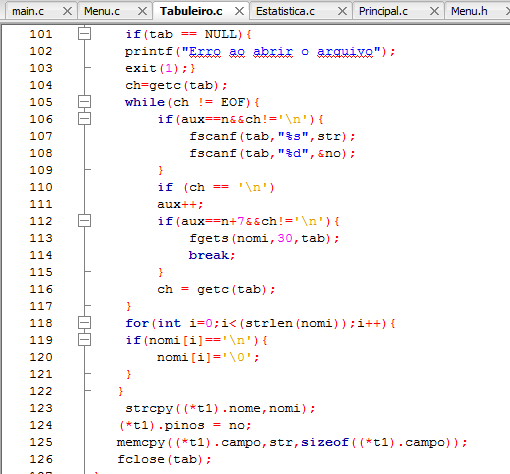 main.c Menu.c Tabuleiro.c Estatistica.c Principal.c Menu.h
101 if(tab == NULL){
102 printf("Erro ao abrir o arquivo");
103 exit(1);}
104 ch=getc(tab);
105 while(ch != EOF){
106 if(aux==n&&ch!='\n'){
107 fscanf(tab,"%s",str);
108 fscanf(tab,"%d",&no);
109 }
110 if (ch == '\n')
111 aux++;
112 if(aux==n+7&&ch!='\n'){
113 fgets(nomi,30,tab);
114 break;
115 }
116 ch = getc(tab);
117 }
118 for(int i=0;i<(strlen(nomi));i++){
119 if(nomi[i]=='\n'){
120 nomi[i]='\0';
121 }
122 }
123 strcpy((*t1).nome,nomi);
124 (*t1).pinos = no;
125 memcpy((*t1).campo,str,sizeof((*t1).campo));
126 fclose(tab);